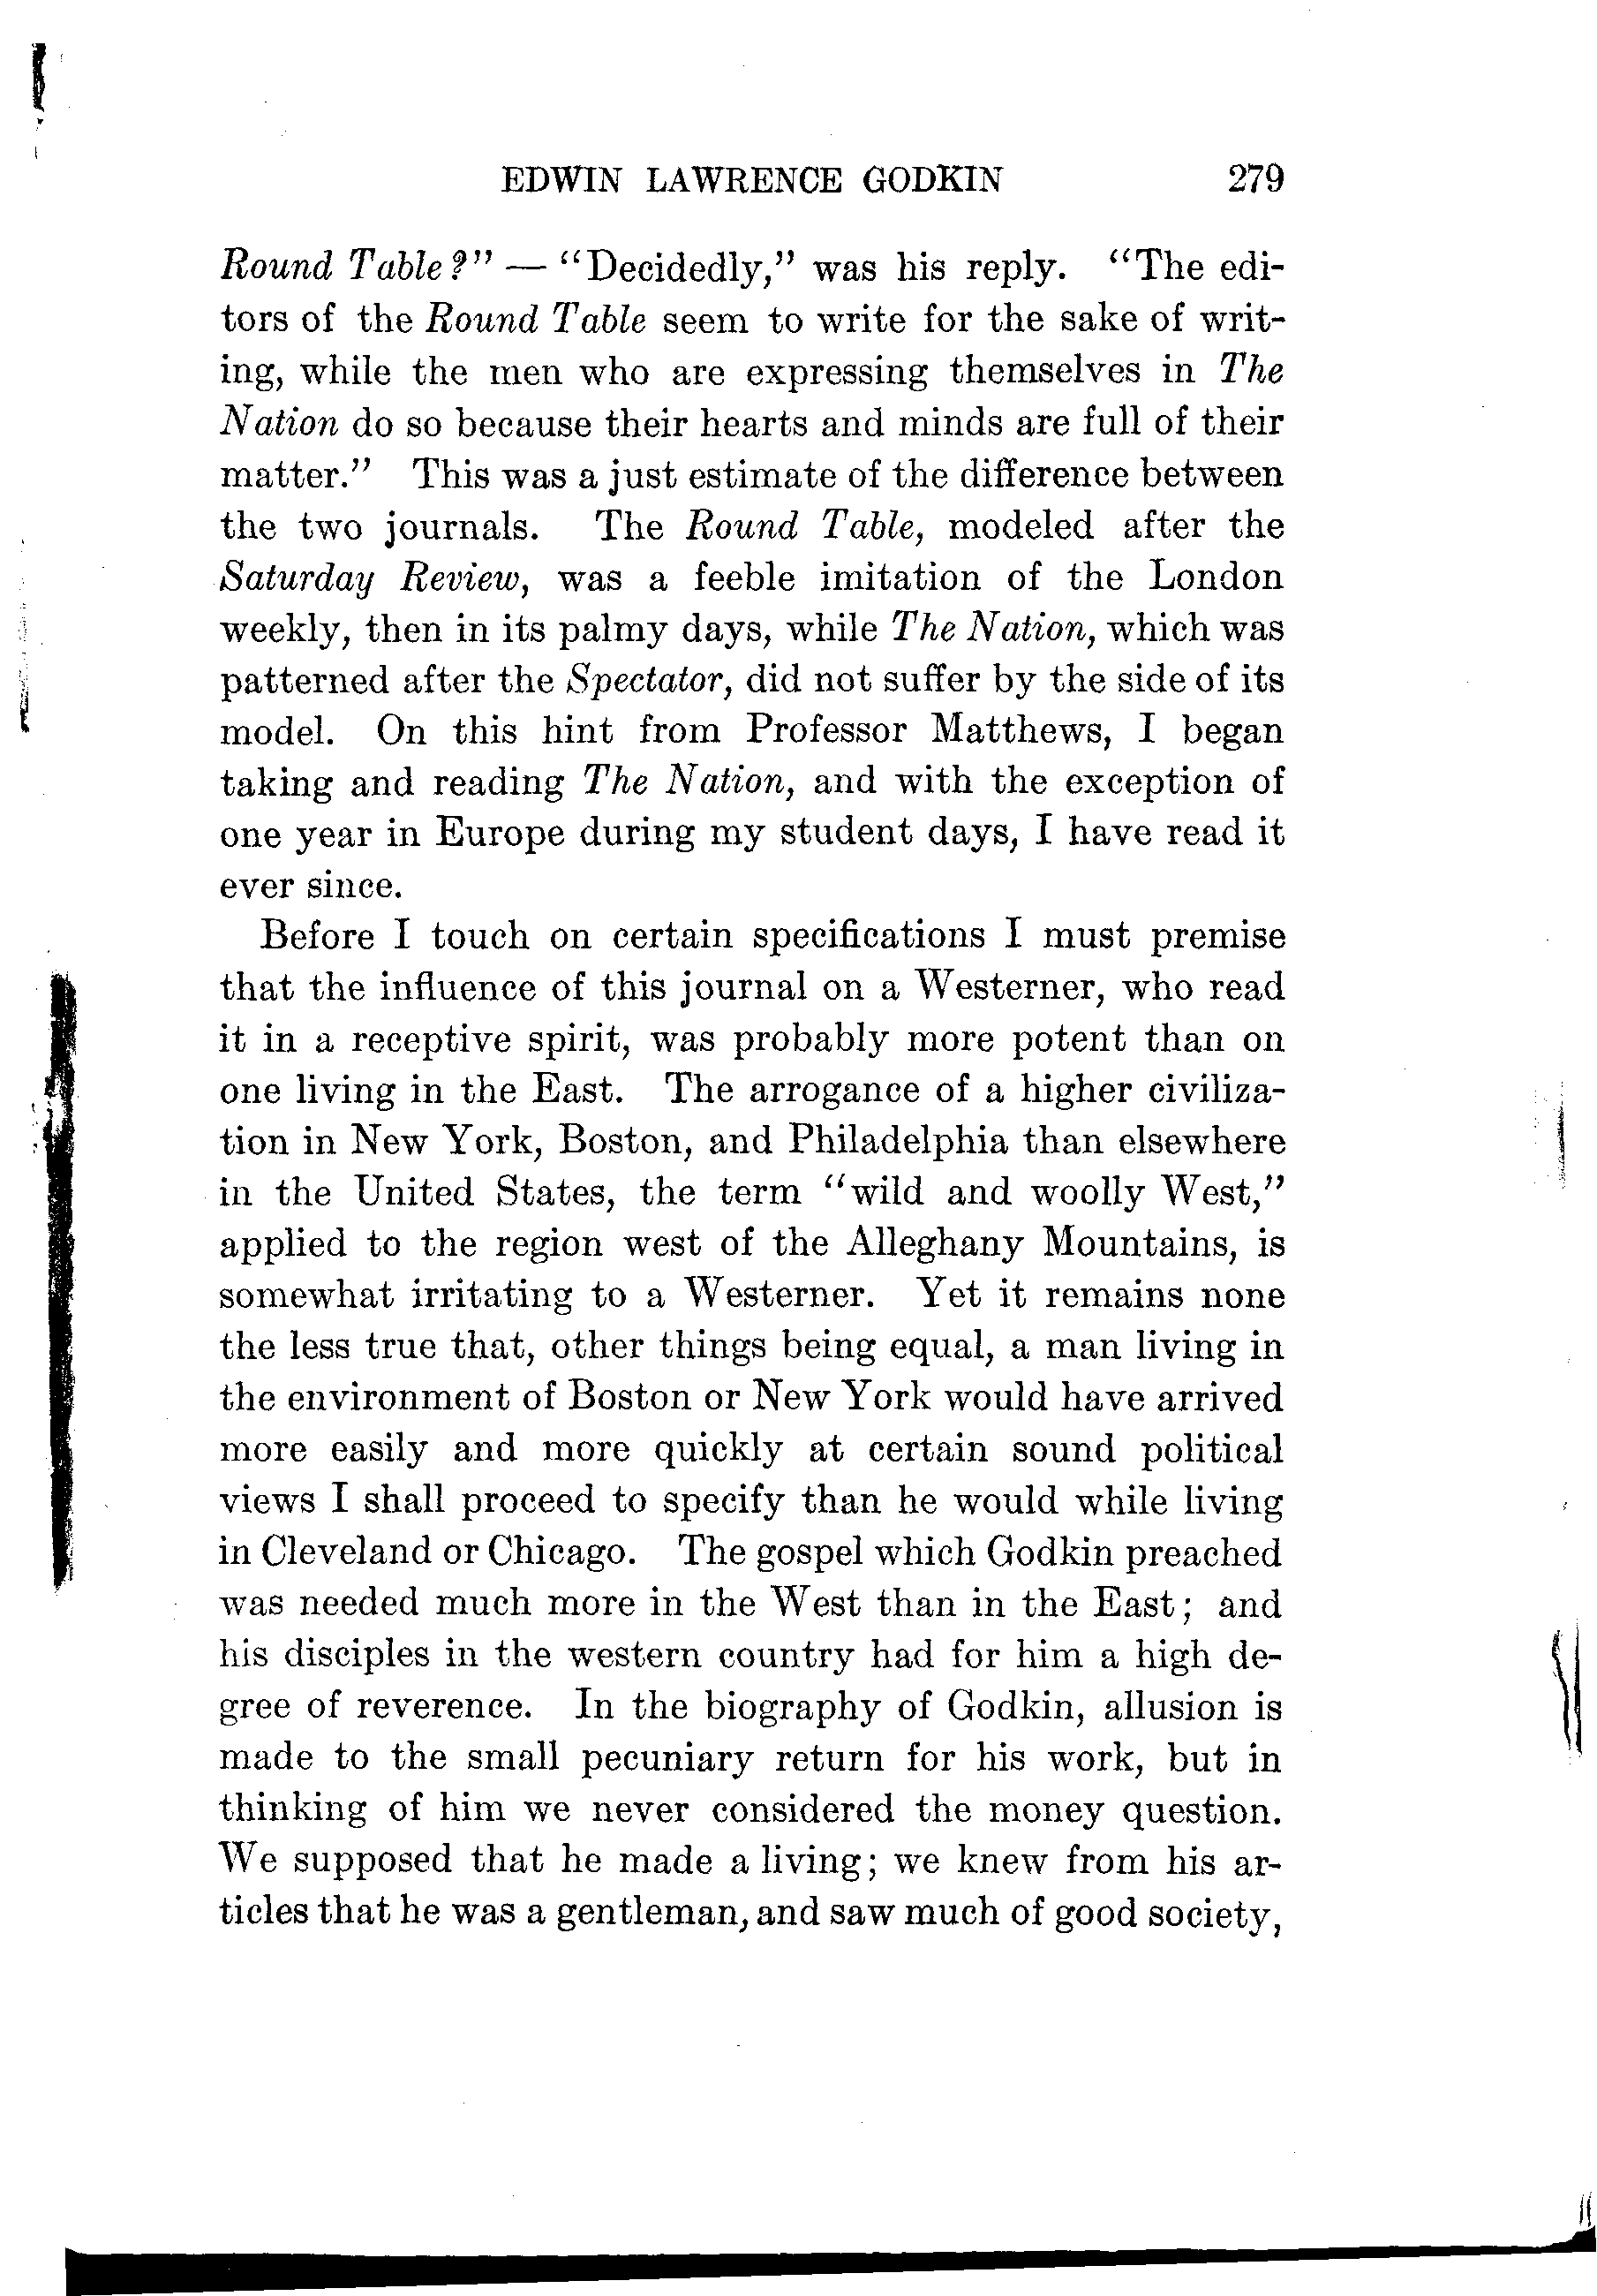 EDWIN LAWRENCE GODKIN 279
Round Table?" — "Decidedly," was his reply. "The edi-
tors of the Round Table seem to write for the sake of writ-
ing, while the men who are expressing themselves in The
Nation do so because their hearts and minds are full of their
matter." This was a just estimate of the difference between
the two journals. The Round Table, modeled after the
Saturday Review, was a feeble imitation of the London
weekly, then in its palmy days, while The Nation, which was
patterned after the Spectator, did not suffer by the side of its
model. On this hint from Professor Matthews, I began
taking and reading The Nation, and with the exception of
one year in Europe during my student days, I have read it
ever since.
Before I touch on certain specifications I must premise
that the influence of this journal on a Westerner, who read
it in a receptive spirit, was probably more potent than on
one living in the East. The arrogance of a higher civiliza-
tion in New York, Boston, and Philadelphia than elsewhere
in the United States, the term "wild and woolly West,"
applied to the region west of the Alleghany Mountains, is
somewhat irritating to a Westerner. Yet it remains none
the less true that, other things being equal, a man living in
the environment of Boston or New York would have arrived
more easily and more quickly at certain sound political
views I shall proceed to specify than he would while living
in Cleveland or Chicago. The gospel which Godkin preached
was needed much more in the West than in the East; and
his disciples in the western country had for him a high de-
gree of reverence. In the biography of Godkin, allusion is
made to the small pecuniary return for his work, but in
thinking of him we never considered the money question.
We supposed that he made a living; we knew from his ar-
ticles that he was a gentleman, and saw much of good society,